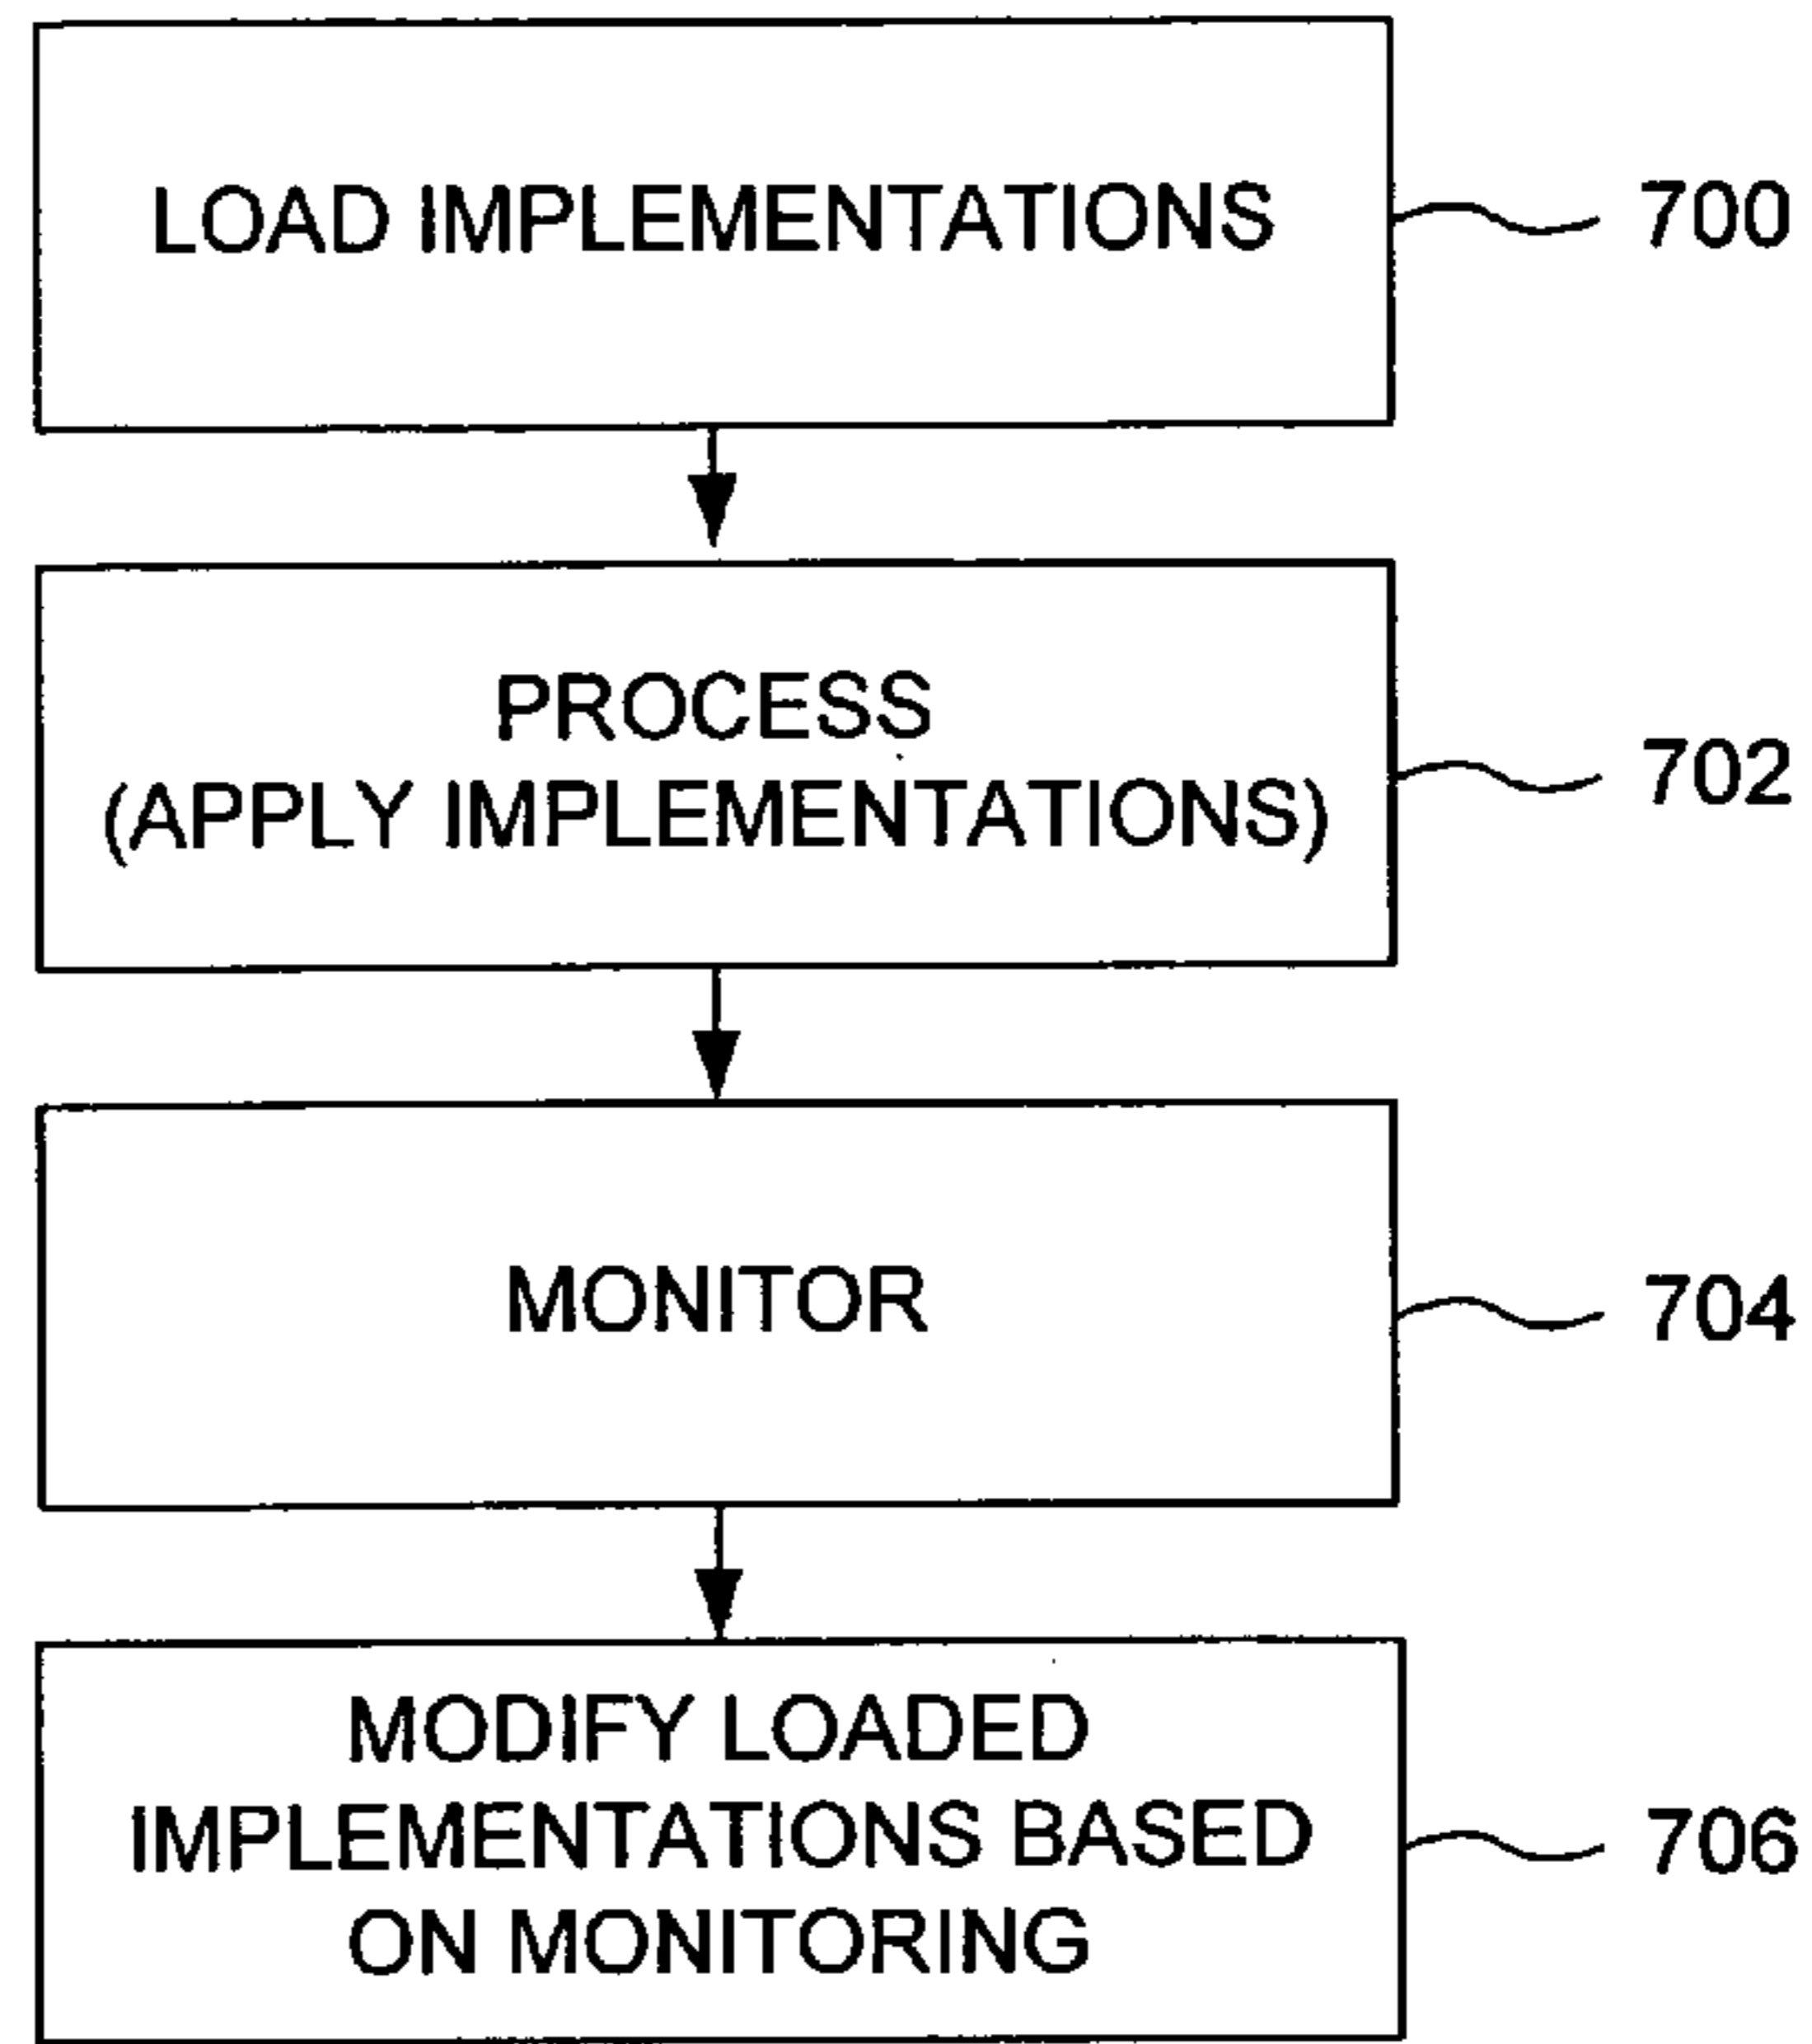 LOAD IMPLEMENTATIONS
700
PROCESS
(APPLY IMPLEMENTATIONS)
702
MONITOR
704
MODIFY LOADED
IMPLEMENTATIONS BASED
ON MONITORING
706